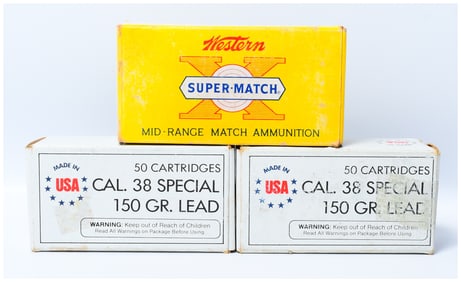 Western
X
SUPER-MATCH
MID-RANGE MATCH AMMUNITION
MADE IN
USA
50 CARTRIDGES
CAL. 38 SPECIAL
150 GR. LEAD
WARNING: Keep out of Reach of Children
Read All Warnings on Package Before Using
MADE IN
USA
50 CARTRIDGES
CAL. 38 SPECIAL
150 GR. LEAD
WARNING: Keep out of Reach of Children
Read All Warnings on Package Before Using